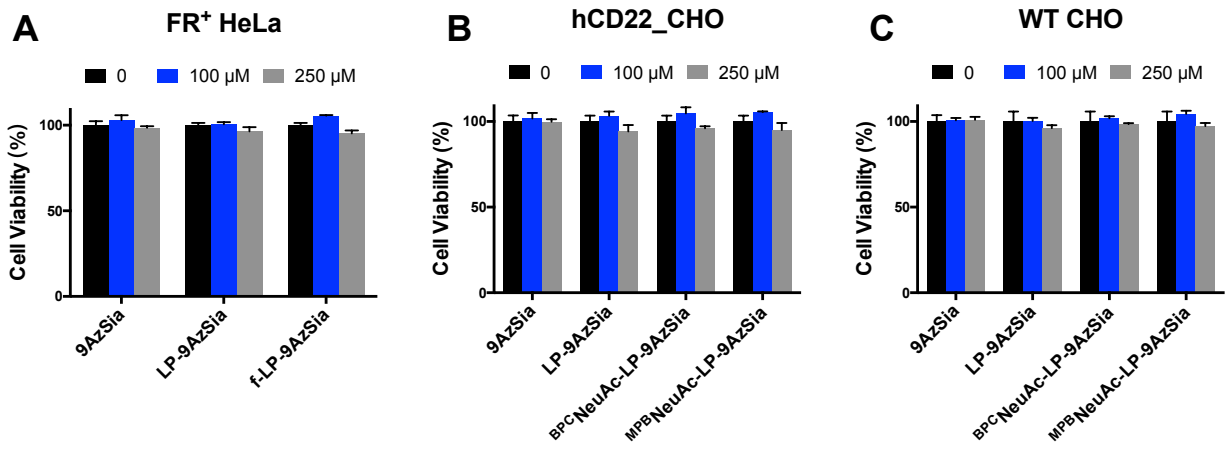 A
FR⁺ HeLa
0 100 µM 250 µM
Cell Viability (%)
100
50
0
9AzSia
LP-9AzSia
f-LP-9AzSia
B
hCD22_CHO
0 100 µM 250 µM
Cell Viability (%)
100
50
0
9AzSia
LP-9AzSia
ᴮᴾᶜNeuAc-LP-9AzSia
ᴹᴾᴮNeuAc-LP-9AzSia
C
WT CHO
0 100 µM 250 µM
Cell Viability (%)
100
50
0
9AzSia
LP-9AzSia
ᴮᴾᶜNeuAc-LP-9AzSia
ᴹᴾᴮNeuAc-LP-9AzSia